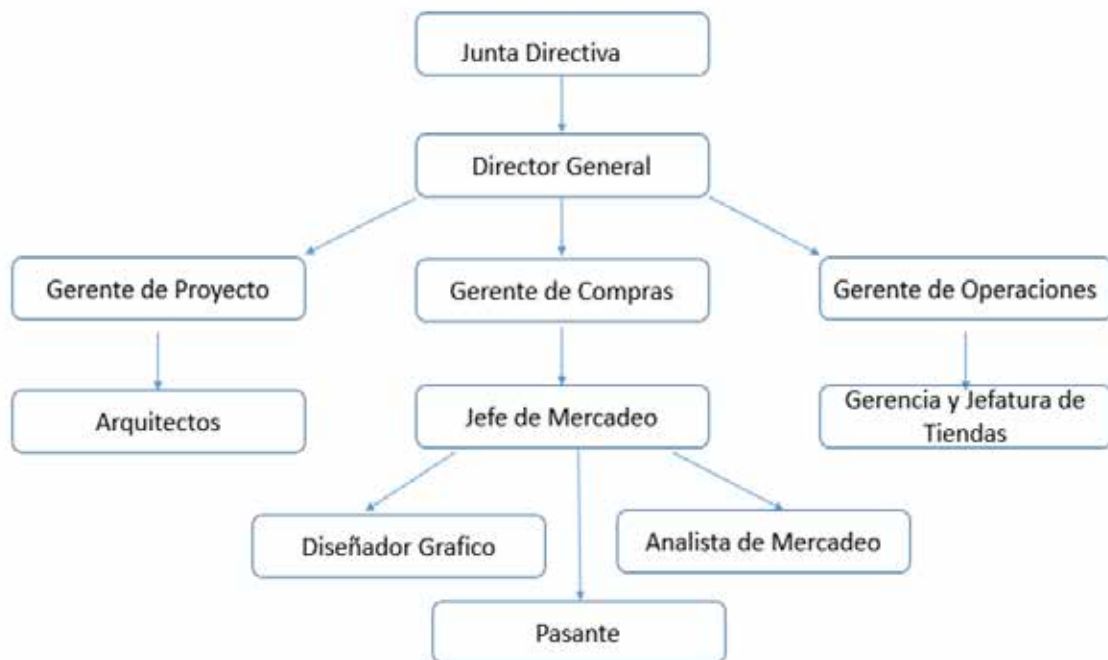 Junta Directiva
Director General
Gerente de Proyecto
Gerente de Compras
Gerente de Operaciones
Arquitectos
Jefe de Mercadeo
Gerencia y Jefatura de
Tiendas
Diseñador Grafico
Analista de Mercadeo
Pasante